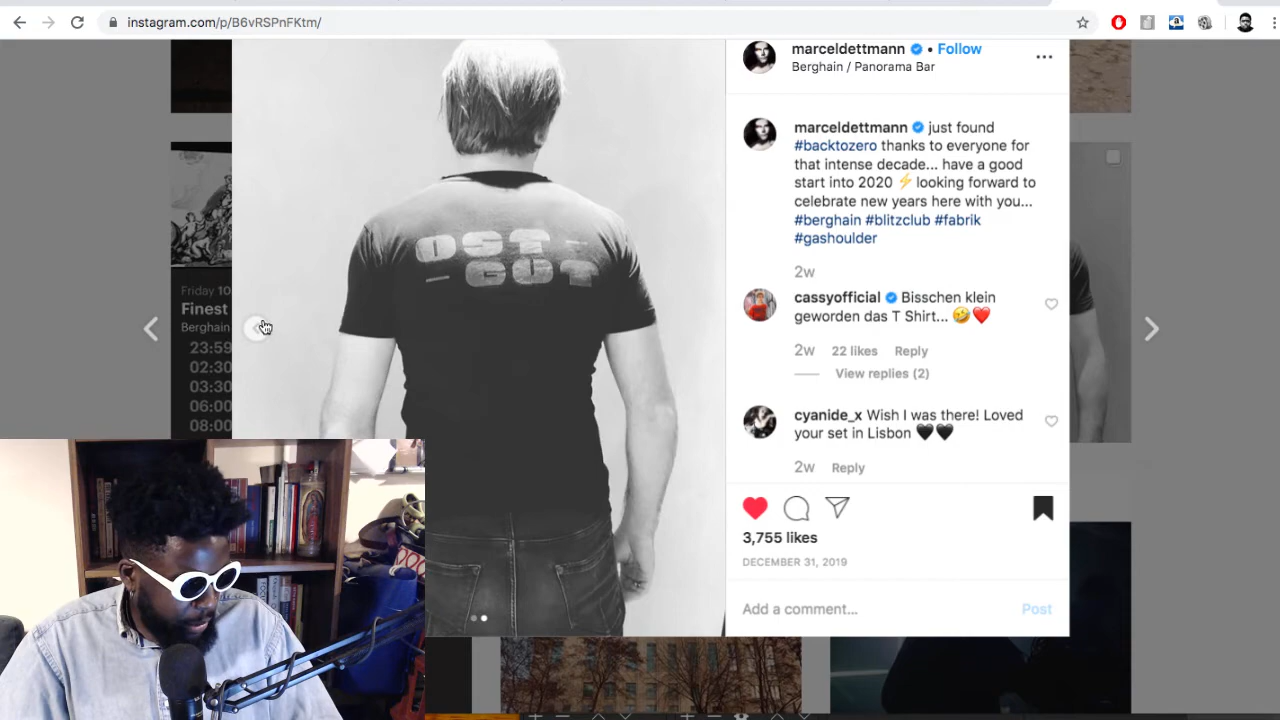 instagram.com/p/B6vRSPnFKtm/
marceldettmann • Follow
Berghain / Panorama Bar
OST -
- GUT
Friday 10
Finest
Berghain
23:59
02:30
03:30
06:00
08:00
marceldettmann just found
#backtozero thanks to everyone for
that intense decade... have a good
start into 2020 ⚡ looking forward to
celebrate new years here with you...
#berghain #blitzclub #fabrik
#gashoulder
2w
cassyofficial Bisschen klein
geworden das T Shirt... 🤣❤️
2w 22 likes Reply
View replies (2)
cyanide_x Wish I was there! Loved
your set in Lisbon 🖤🖤
2w Reply
3,755 likes
DECEMBER 31, 2019
Add a comment... Post